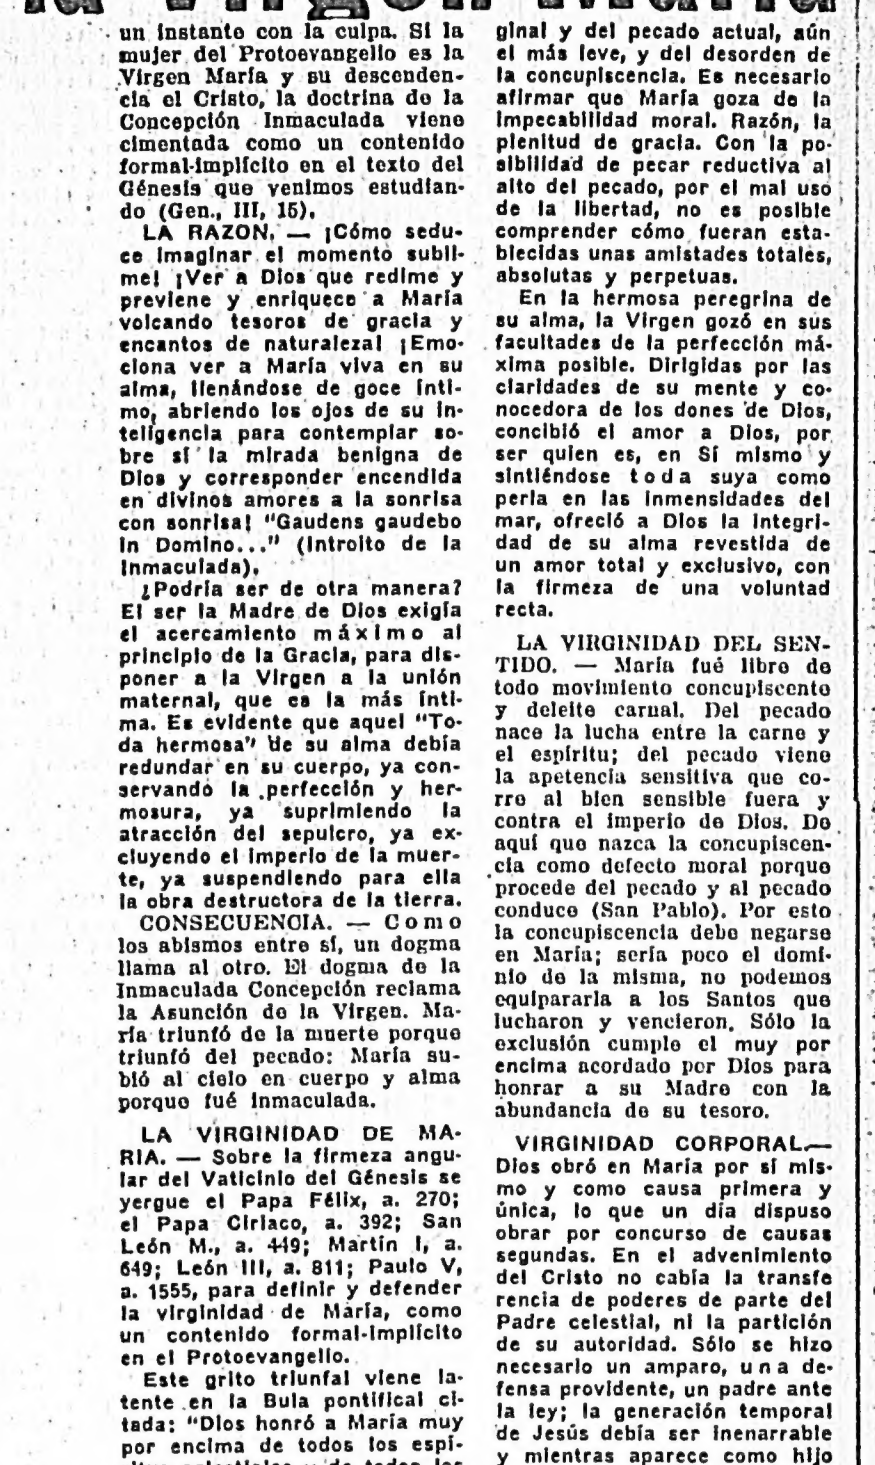 la Virgen María
un instante con la culpa. Si la
mujer del Protoevangelio es la
Virgen María y su descenden-
cia el Cristo, la doctrina de la
Concepción Inmaculada viene
cimentada como un contenido
formal-implícito en el texto del
Génesis que venimos estudian-
do (Gen., III, 15).
LA RAZON. — ¡Cómo sedu-
ce imaginar el momento subli-
me! ¡Ver a Dios que redime y
previene y enriquece a María
volcando tesoros de gracia y
encantos de naturaleza! ¡Emo-
ciona ver a María viva en su
alma, llenándose de goce ínti-
mo, abriendo los ojos de su in-
teligencia para contemplar so-
bre sí la mirada benigna de
Dios y corresponder encendida
en divinos amores a la sonrisa
con sonrisa! "Gaudens gaudebo
in Domino..." (Introito de la
Inmaculada).
¿Podría ser de otra manera?
El ser la Madre de Dios exigía
el acercamiento máximo al
principio de la Gracia, para dis-
poner a la Virgen a la unión
maternal, que es la más ínti-
ma. Es evidente que aquel "To-
da hermosa" de su alma debía
redundar en su cuerpo, ya con-
servando la perfección y her-
mosura, ya suprimiendo la
atracción del sepulcro, ya ex-
cluyendo el imperio de la muer-
te, ya suspendiendo para ella
la obra destructora de la tierra.
CONSECUENCIA. — Como
los abismos entre sí, un dogma
llama al otro. El dogma de la
Inmaculada Concepción reclama
la Asunción de la Virgen. Ma-
ría triunfó de la muerte porque
triunfó del pecado: María su-
bió al cielo en cuerpo y alma
porque fué Inmaculada.
LA VIRGINIDAD DE MA-
RIA. — Sobre la firmeza angu-
lar del Vaticinio del Génesis se
yergue el Papa Félix, a. 270;
el Papa Ciriaco, a. 392; San
León M., a. 449; Martín I, a.
649; León III, a. 811; Paulo V,
a. 1555, para definir y defender
la virginidad de María, como
un contenido formal-implícito
en el Protoevangelio.
Este grito triunfal viene la-
tente en la Bula pontifical ci-
tada: "Dios honró a María muy
por encima de todos los espí-
ginal y del pecado actual, aún
el más leve, y del desorden de
la concupiscencia. Es necesario
afirmar que María goza de la
impecabilidad moral. Razón, la
plenitud de gracia. Con la po-
sibilidad de pecar reductiva al
alto del pecado, por el mal uso
de la libertad, no es posible
comprender cómo fueran esta-
blecidas unas amistades totales,
absolutas y perpetuas.
En la hermosa peregrina de
su alma, la Virgen gozó en sus
facultades de la perfección má-
xima posible. Dirigidas por las
claridades de su mente y co-
nocedora de los dones de Dios,
concibió el amor a Dios, por
ser quien es, en Sí mismo y
sintiéndose toda suya como
perla en las inmensidades del
mar, ofreció a Dios la integri-
dad de su alma revestida de
un amor total y exclusivo, con
la firmeza de una voluntad
recta.
LA VIRGINIDAD DEL SEN-
TIDO. — María fué libre de
todo movimiento concupiscente
y deleite carnal. Del pecado
nace la lucha entre la carne y
el espíritu; del pecado viene
la apetencia sensitiva que co-
rre al bien sensible fuera y
contra el imperio de Dios. De
aquí que nazca la concupiscen-
cia como defecto moral porque
procede del pecado y al pecado
conduce (San Pablo). Por esto
la concupiscencia debe negarse
en María; sería poco el domi-
nio de la misma, no podemos
equipararla a los Santos que
lucharon y vencieron. Sólo la
exclusión cumple el muy por
encima acordado por Dios para
honrar a su Madre con la
abundancia de su tesoro.
VIRGINIDAD CORPORAL.—
Dios obró en María por sí mis-
mo y como causa primera y
única, lo que un día dispuso
obrar por concurso de causas
segundas. En el advenimiento
del Cristo no cabía la transfe
rencia de poderes de parte del
Padre celestial, ni la partición
de su autoridad. Sólo se hizo
necesario un amparo, una de-
fensa providente, un padre ante
la ley; la generación temporal
de Jesús debía ser inenarrable
y mientras aparece como hijo